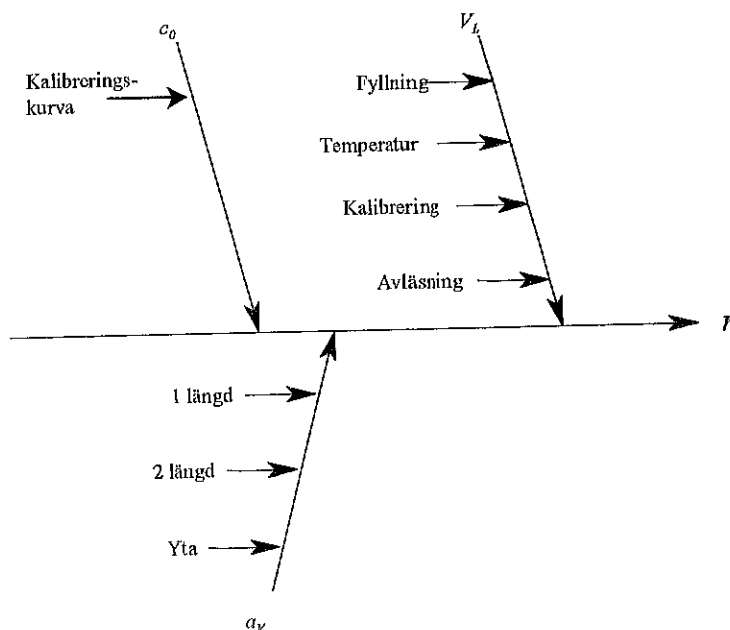 c₀
V_L
Kalibrerings-
kurva
Fyllning
Temperatur
Kalibrering
Avläsning
r
1 längd
2 längd
Yta
a_V